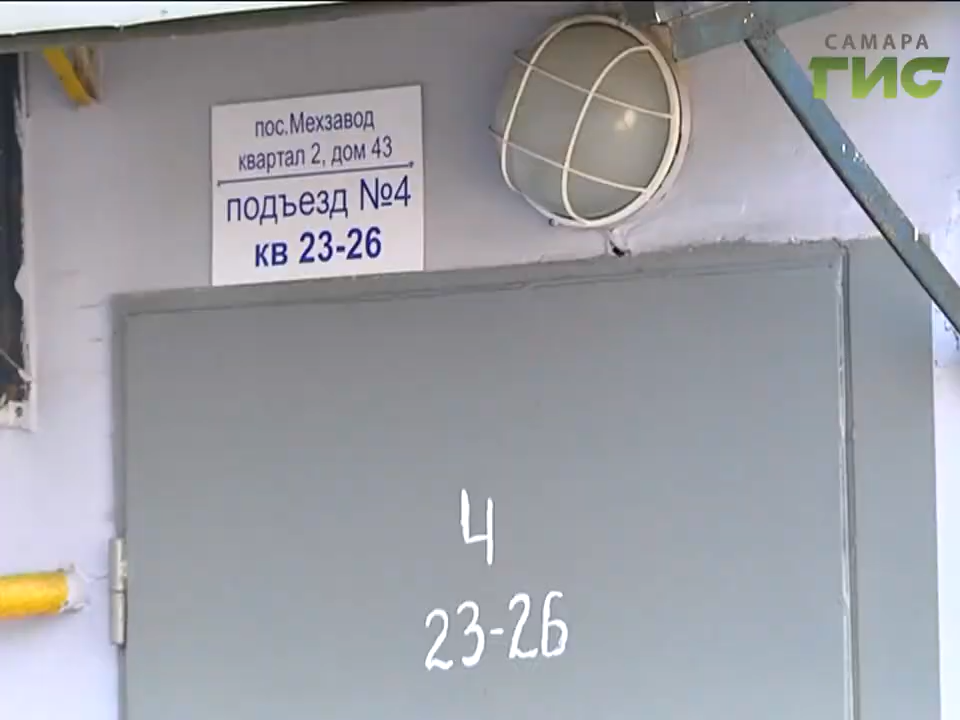 САМАРА
ГИС
пос.Мехзавод
квартал 2, дом 43
подъезд №4
кв 23-26
4
23-26